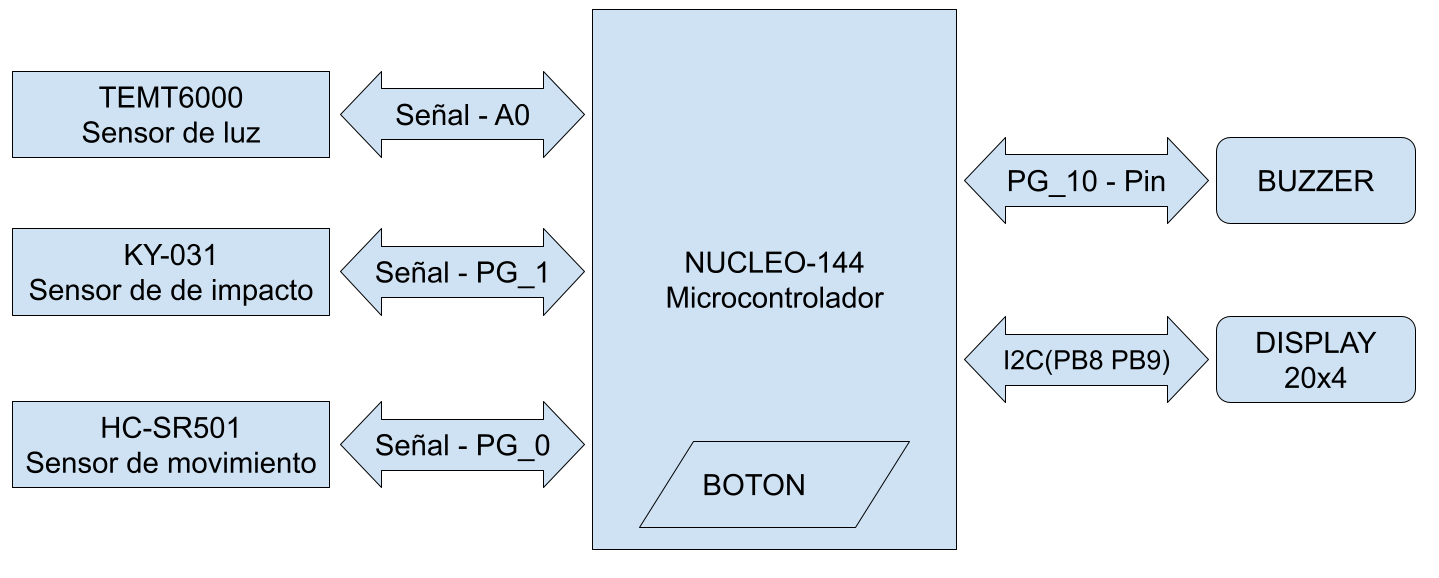 TEMT6000
Sensor de luz
Señal - A0
KY-031
Sensor de de impacto
Señal - PG_1
HC-SR501
Sensor de movimiento
Señal - PG_0
NUCLEO-144
Microcontrolador
BOTON
PG_10 - Pin
BUZZER
I2C(PB8 PB9)
DISPLAY
20x4